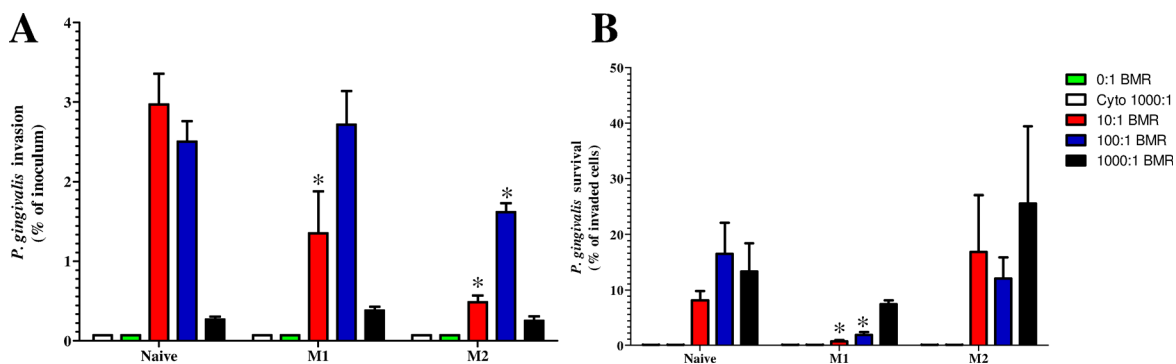 A
P. gingivalis invasion
(% of inoculum)
4
3
2
1
0
*
*
*
Naive
M1
M2
B
P. gingivalis survival
(% of invaded cells)
50
40
30
20
10
0
*
*
Naive
M1
M2
0:1 BMR
Cyto 1000:1
10:1 BMR
100:1 BMR
1000:1 BMR